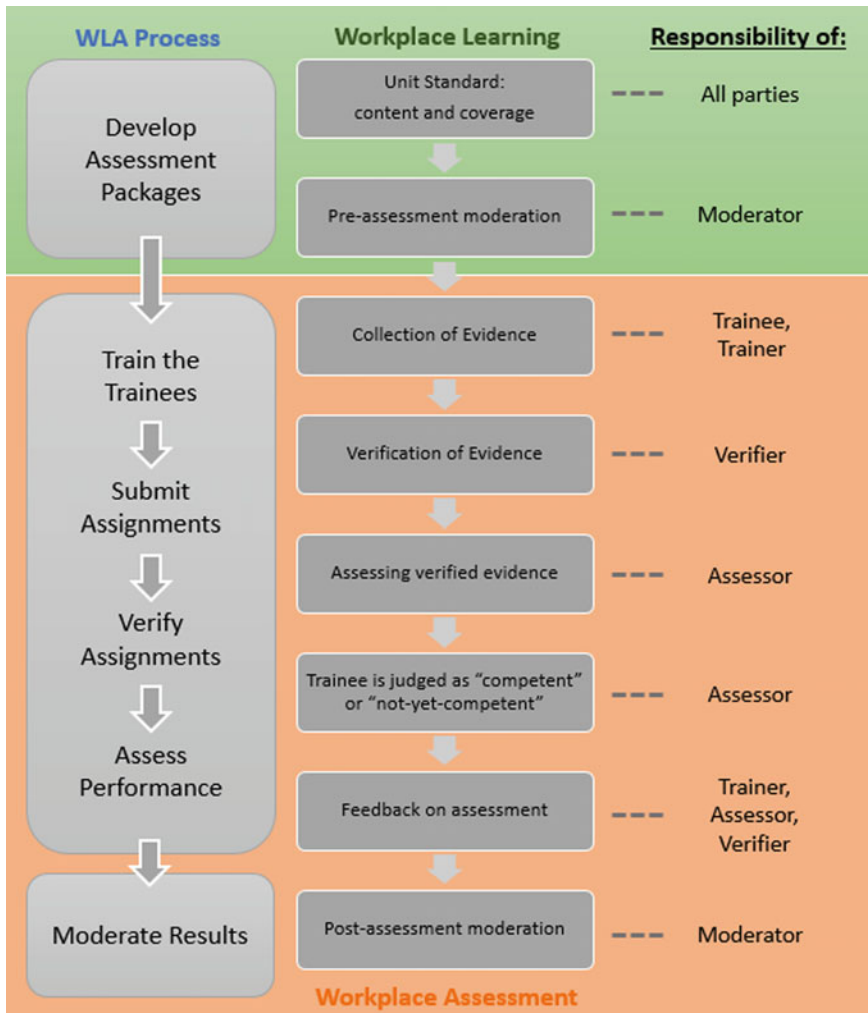 WLA Process
Workplace Learning
Responsibility of:
Develop
Assessment
Packages
Unit Standard:
content and coverage
All parties
Pre-assessment moderation
Moderator
Train the
Trainees
Submit
Assignments
Verify
Assignments
Assess
Performance
Collection of Evidence
Trainee,
Trainer
Verification of Evidence
Verifier
Assessing verified evidence
Assessor
Trainee is judged as “competent”
or “not-yet-competent”
Assessor
Feedback on assessment
Trainer,
Assessor,
Verifier
Moderate Results
Post-assessment moderation
Moderator
Workplace Assessment